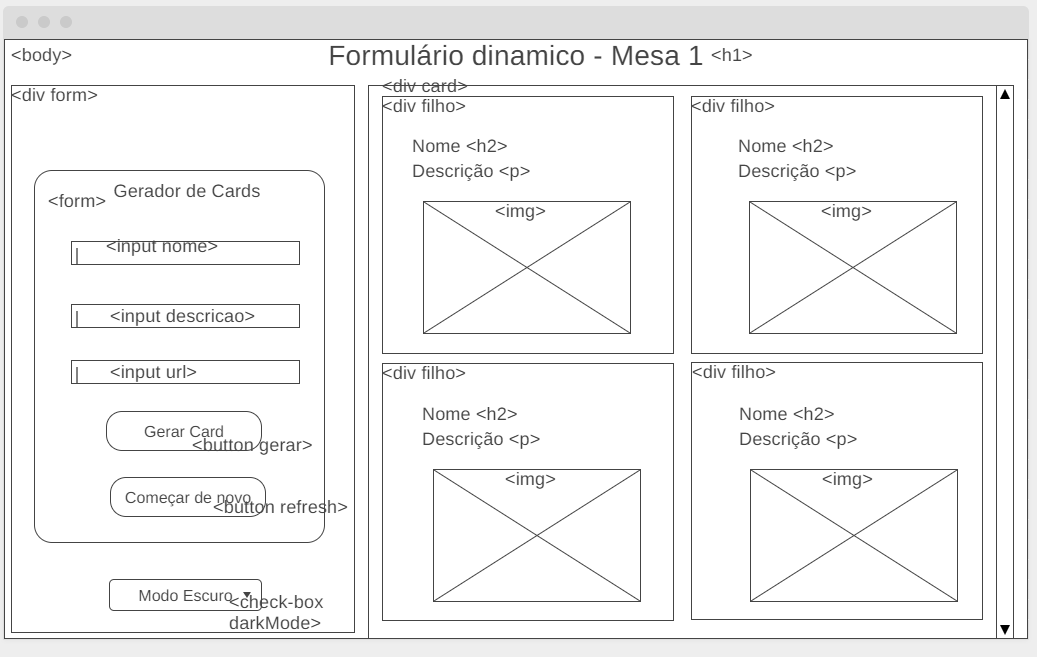 <body>
Formulário dinamico - Mesa 1 <h1>
<div form>
<form> Gerador de Cards
<input nome>
<input descricao>
<input url>
Gerar Card
<button gerar>
Começar de novo
<button refresh>
Modo Escuro
<check-box
darkMode>
<div card>
<div filho>
Nome <h2>
Descrição <p>
<img>
<div filho>
Nome <h2>
Descrição <p>
<img>
<div filho>
Nome <h2>
Descrição <p>
<img>
<div filho>
Nome <h2>
Descrição <p>
<img>